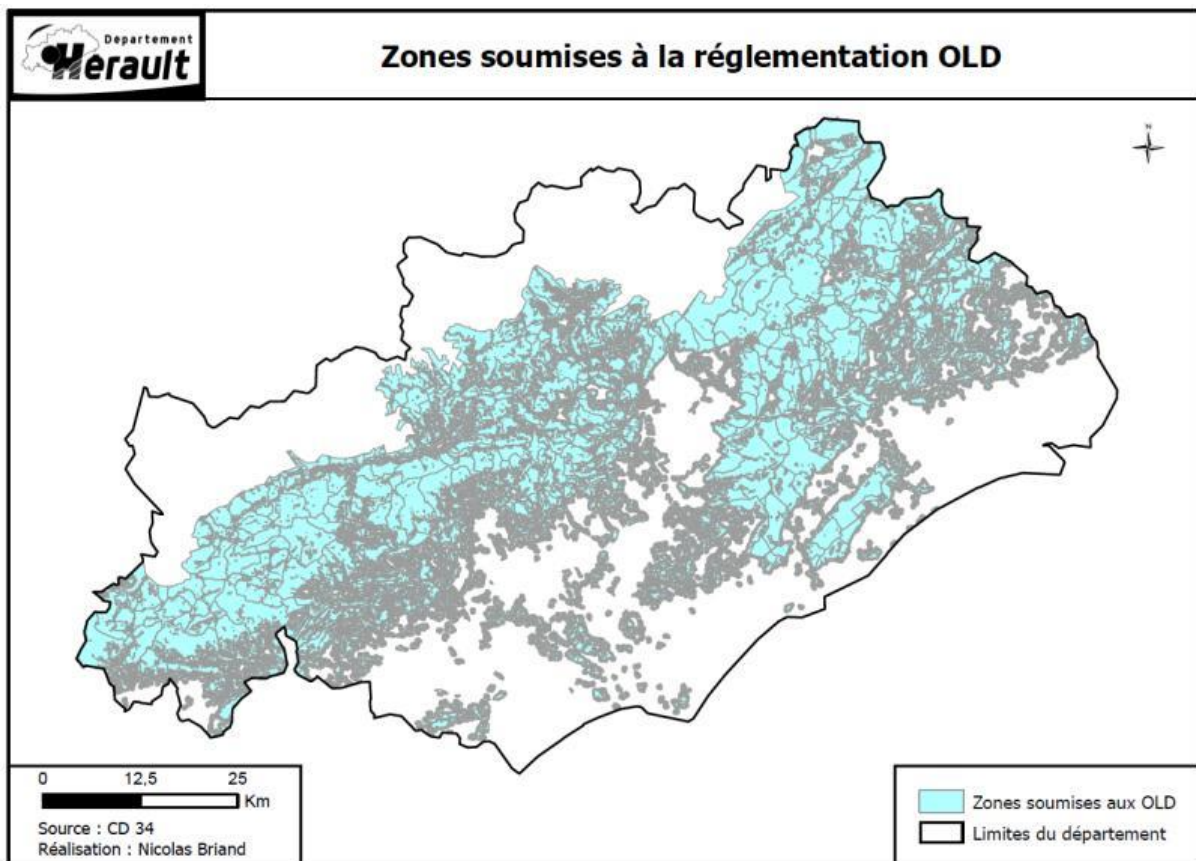 Département
Hérault
Zones soumises à la réglementation OLD
N
0 12,5 25
Km
Source : CD 34
Réalisation : Nicolas Briand
Zones soumises aux OLD
Limites du département